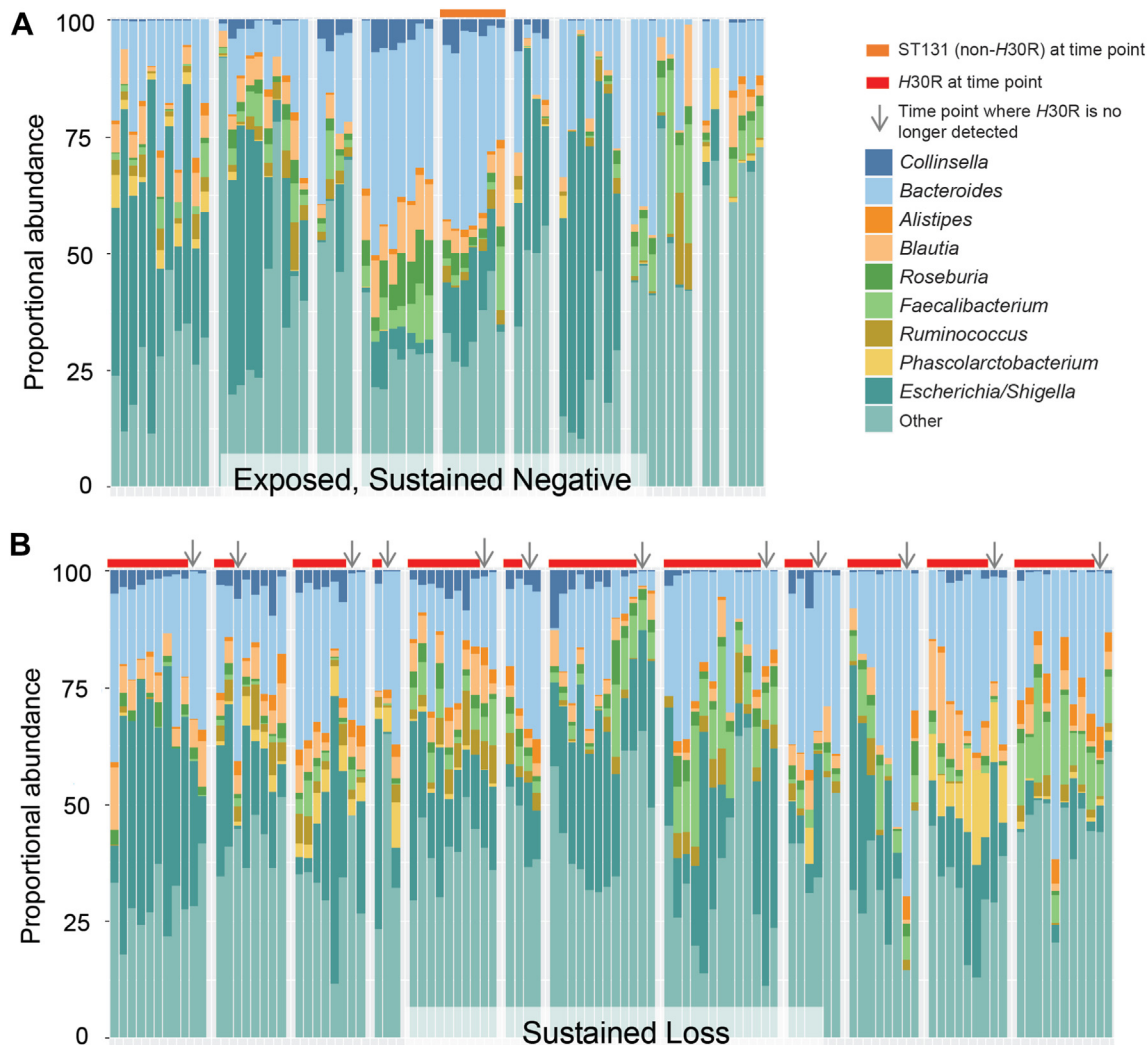 A
Proportional abundance
100
75
50
25
0
Exposed, Sustained Negative
ST131 (non-H30R) at time point
H30R at time point
Time point where H30R is no
longer detected
Collinsella
Bacteroides
Alistipes
Blautia
Roseburia
Faecalibacterium
Ruminococcus
Phascolarctobacterium
Escherichia/Shigella
Other
B
Proportional abundance
100
75
50
25
0
Sustained Loss